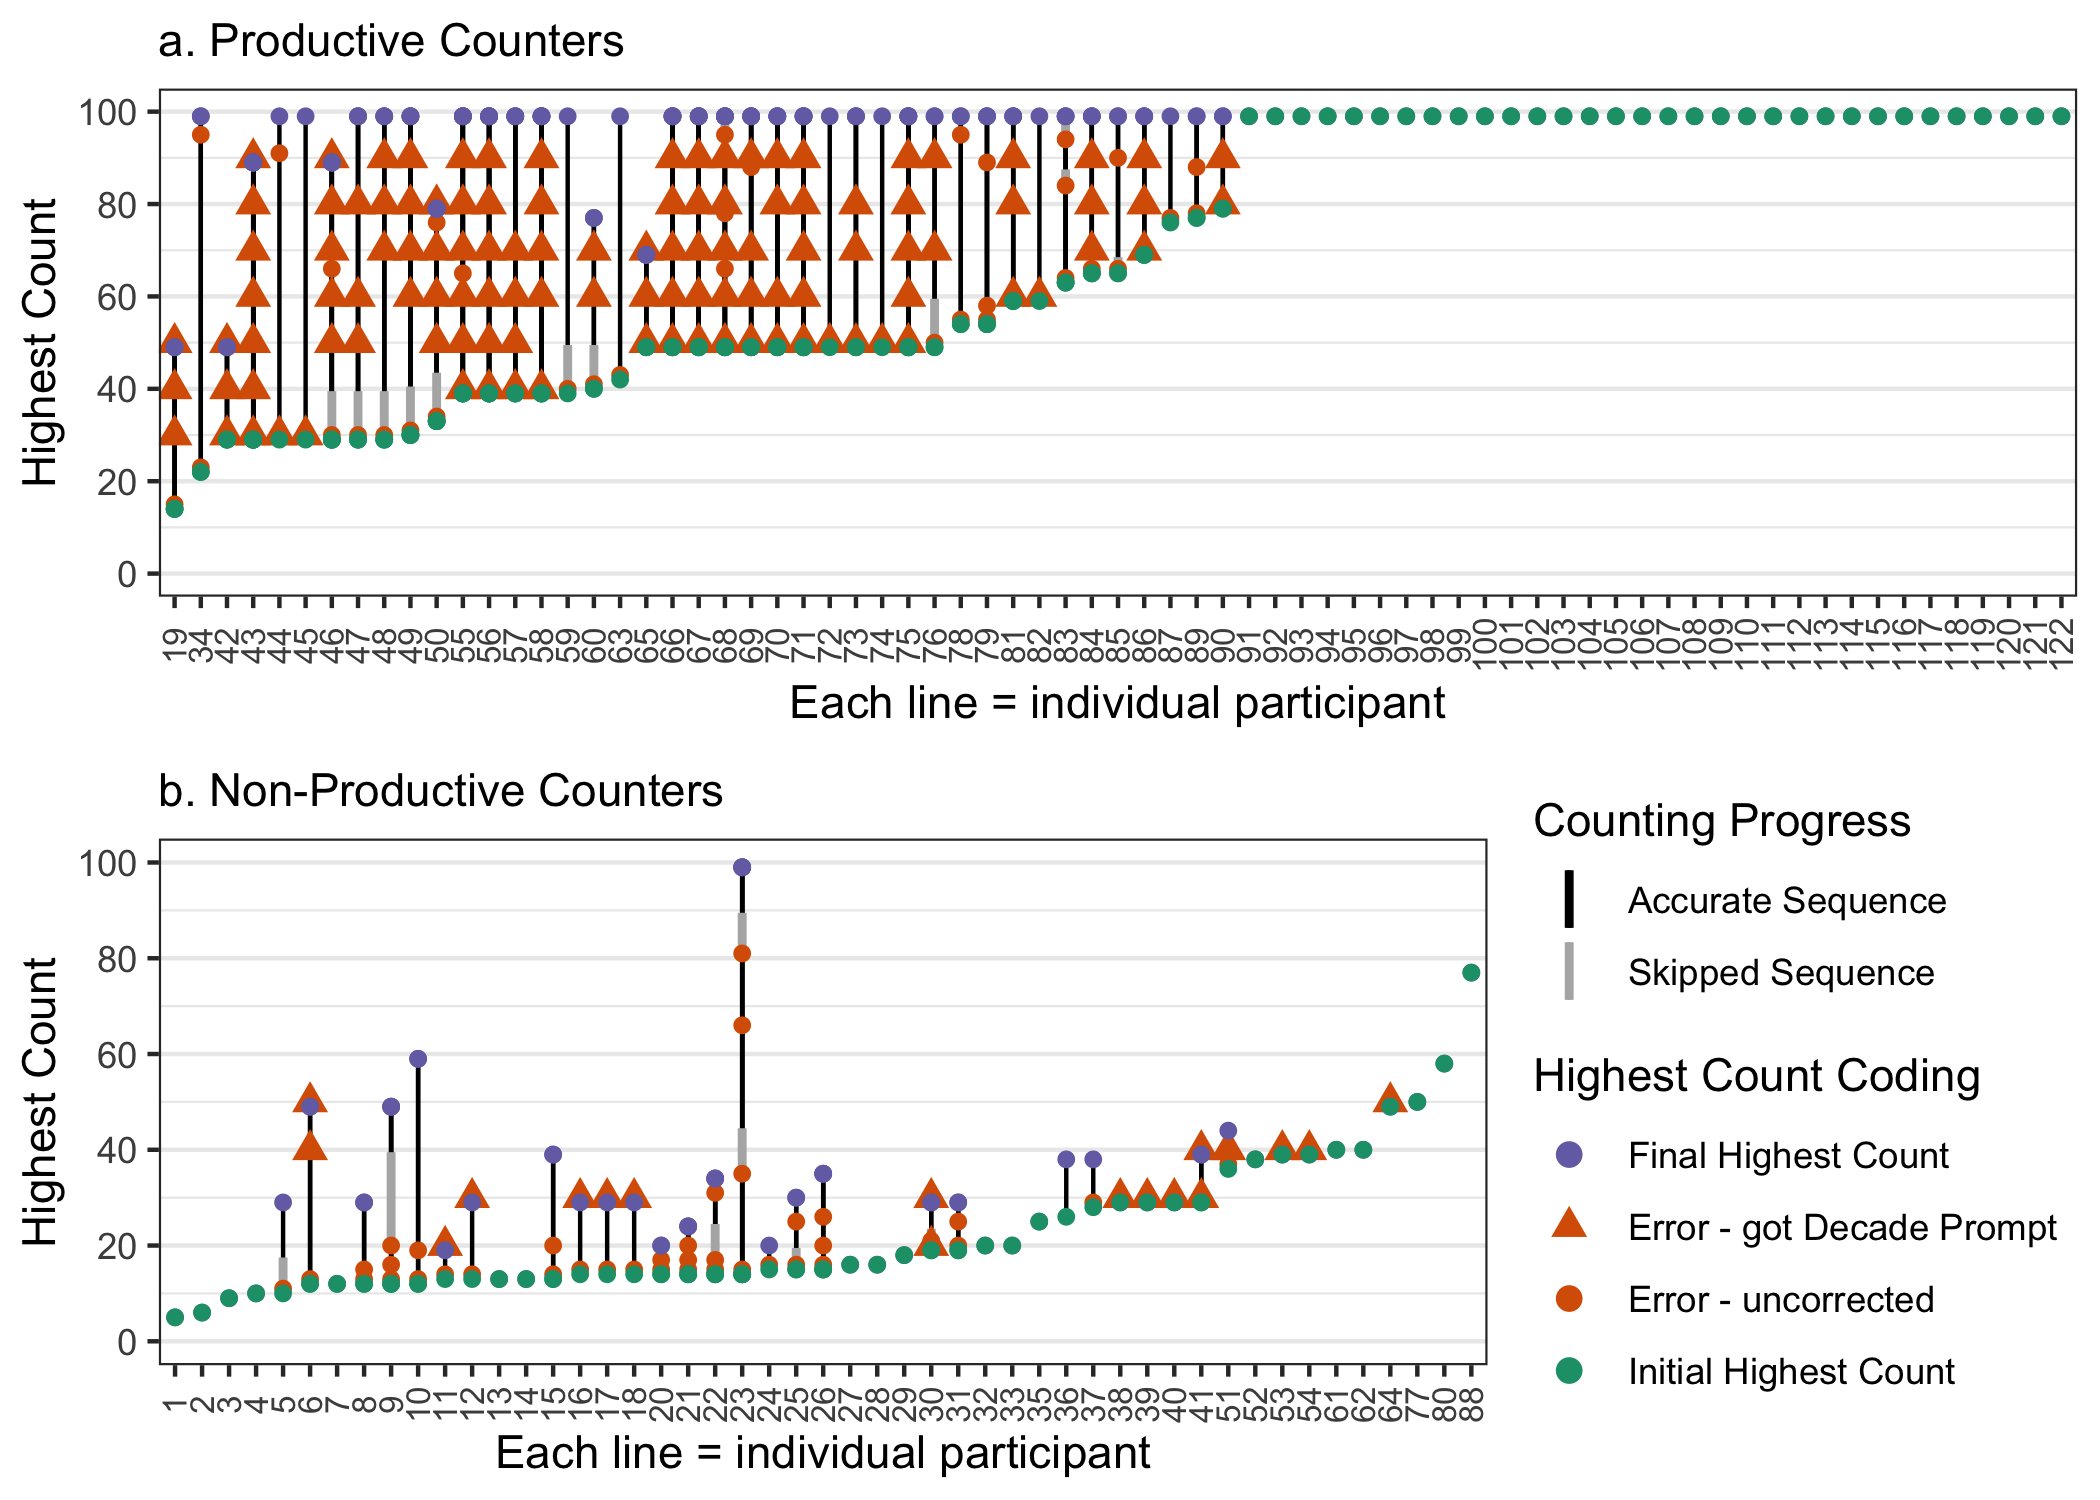 a. Productive Counters
100
80
60
40
20
0
Highest Count
19 34 42 43 44 45 46 47 48 49 50 55 56 57 58 59 60 63 65 66 67 68 69 70 71 72 73 74 75 76 78 79 81 82 83 84 85 86 87 89 90 91 92 93 94 95 96 97 98 99 100 101 102 103 104 105 106 107 108 109 110 111 112 113 114 115 116 117 118 119 120 121 122
Each line = individual participant
b. Non-Productive Counters
100
80
60
40
20
0
Highest Count
1 2 3 4 5 6 7 8 9 10 11 12 13 14 15 16 17 18 20 21 22 23 24 25 26 27 28 29 30 31 32 33 35 36 37 38 39 40 41 51 52 53 54 61 62 64 77 80 88
Each line = individual participant
Counting Progress
Accurate Sequence
Skipped Sequence
Highest Count Coding
Final Highest Count
Error - got Decade Prompt
Error - uncorrected
Initial Highest Count